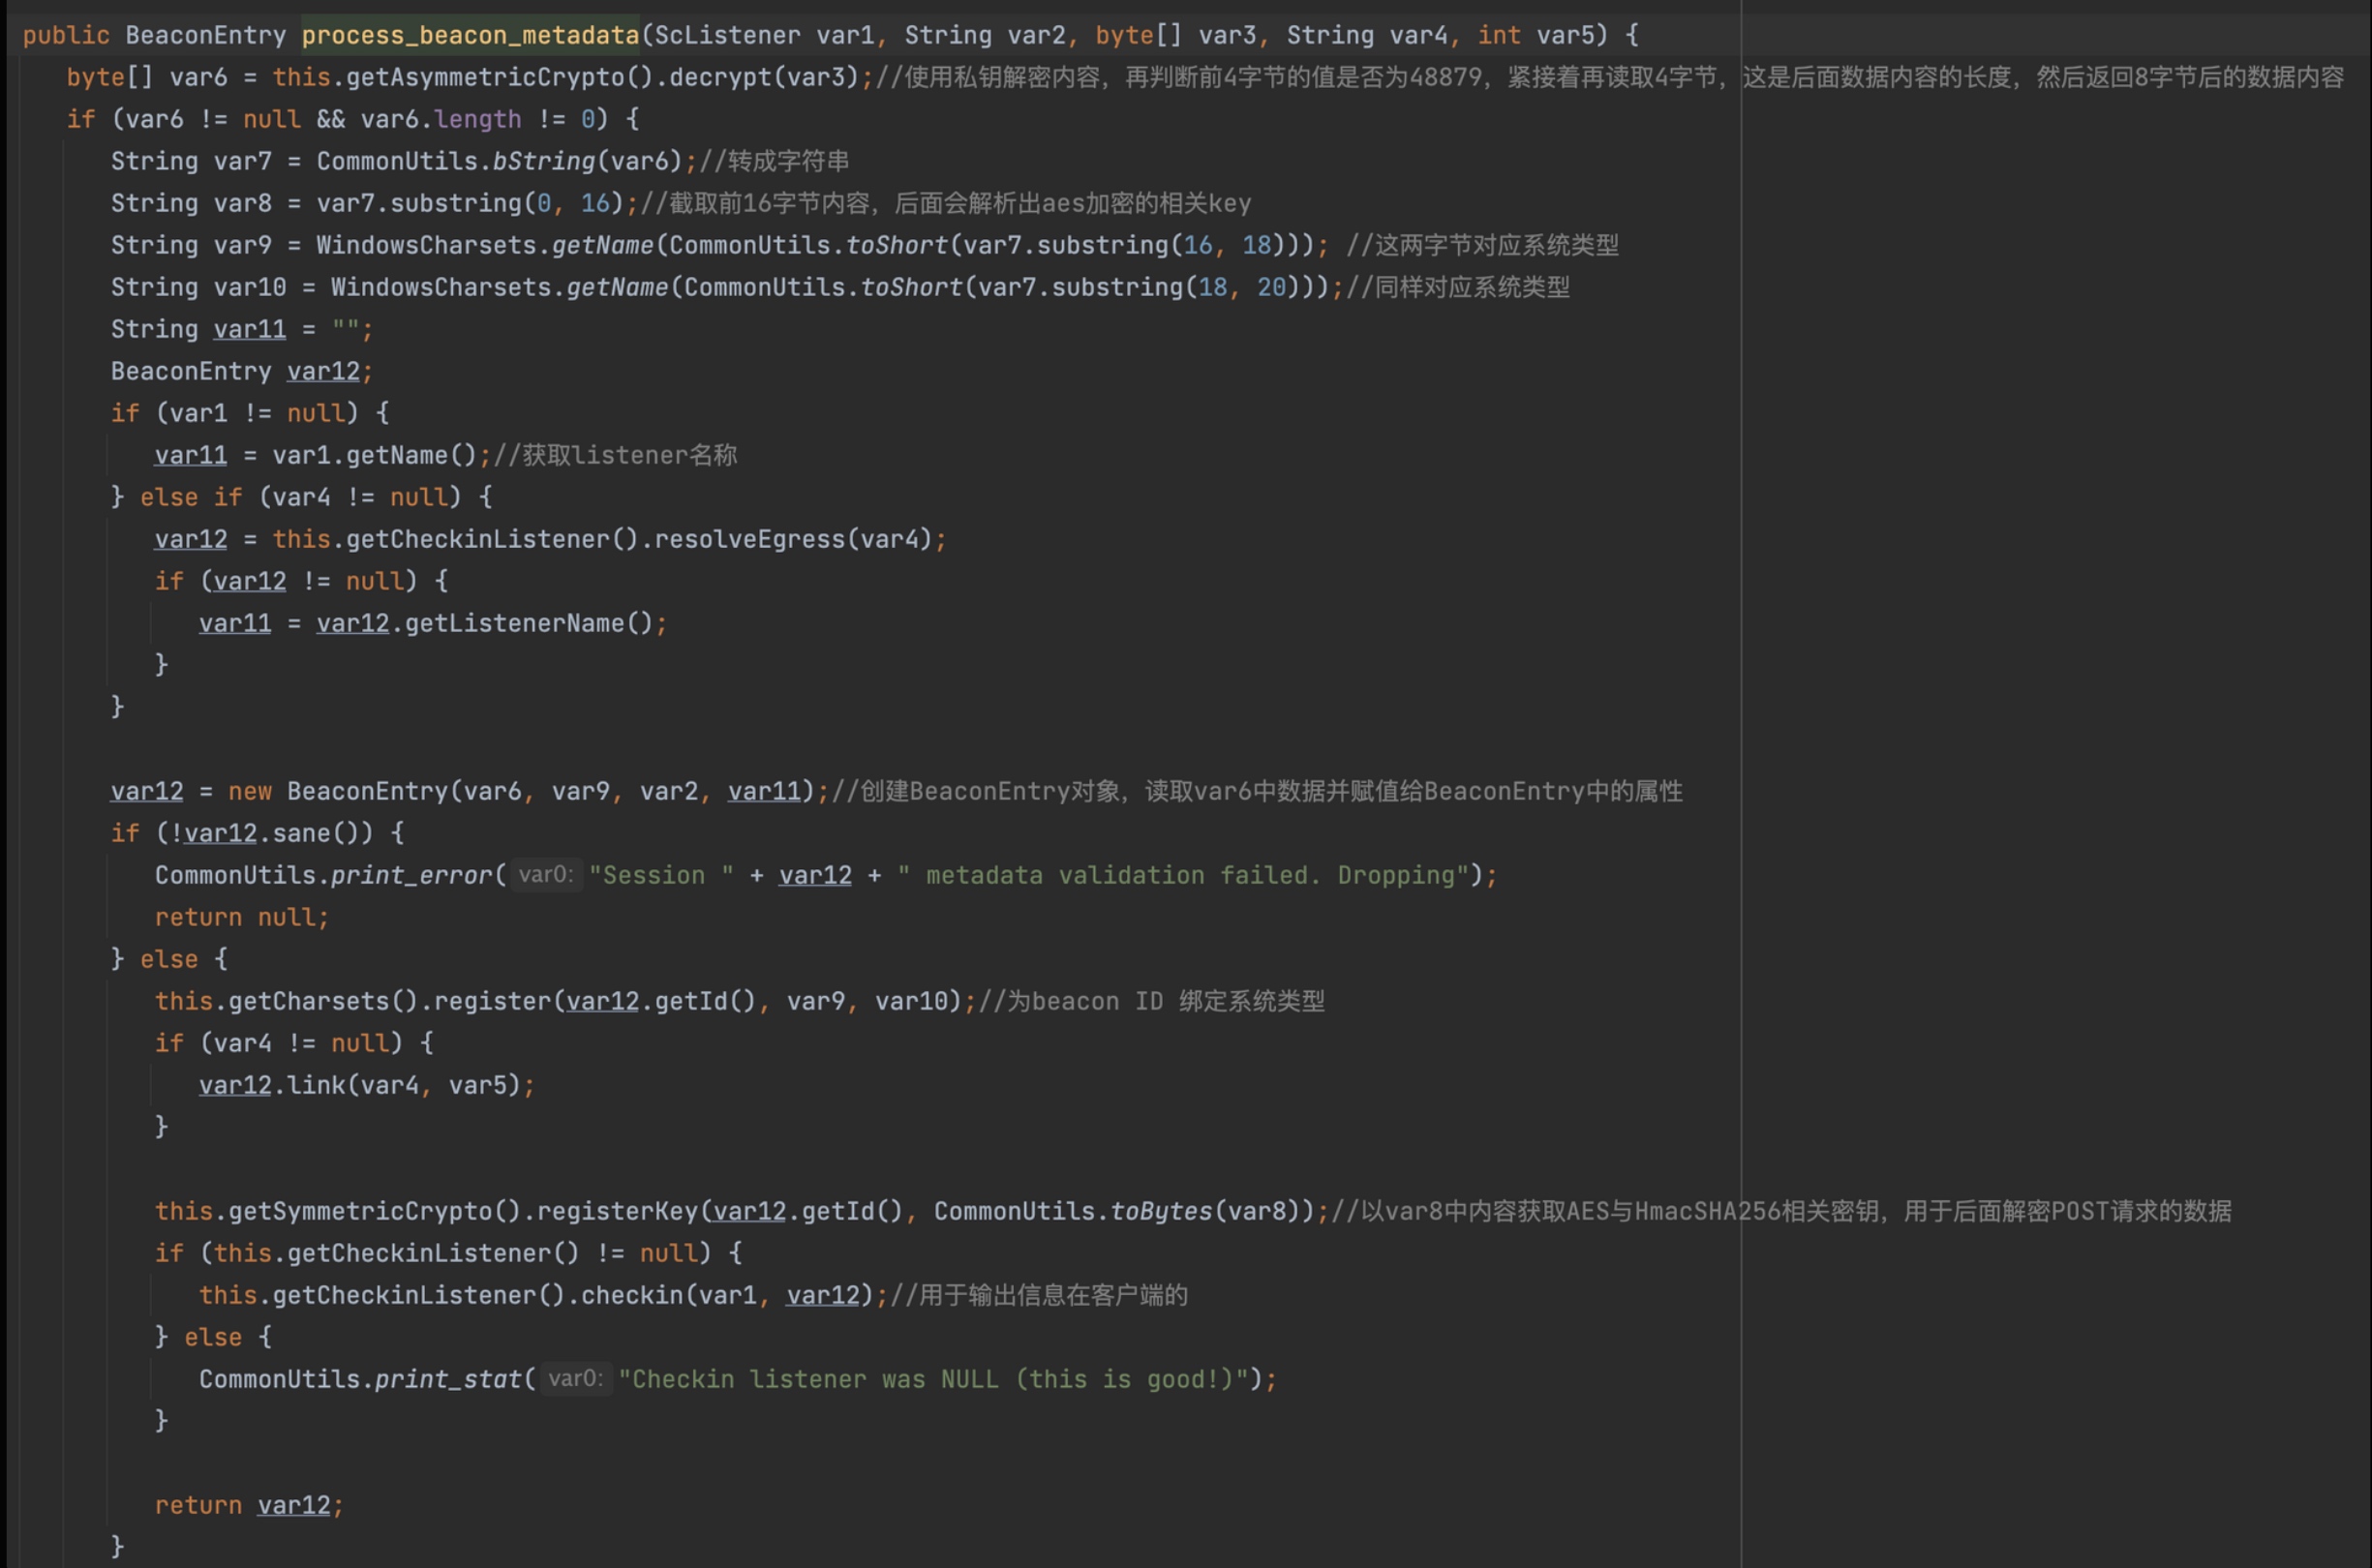 public BeaconEntry process_beacon_metadata(ScListener var1, String var2, byte[] var3, String var4, int var5) {
byte[] var6 = this.getAsymmetricCrypto().decrypt(var3);//使用私钥解密内容，再判断前4字节的值是否为48879，紧接着再读取4字节，这是后面数据内容的长度，然后返回8字节后的数据内容
if (var6 != null && var6.length != 0) {
String var7 = CommonUtils.bString(var6);//转成字符串
String var8 = var7.substring(0, 16);//截取前16字节内容，后面会解析出aes加密的相关key
String var9 = WindowsCharsets.getName(CommonUtils.toShort(var7.substring(16, 18))); //这两字节对应系统类型
String var10 = WindowsCharsets.getName(CommonUtils.toShort(var7.substring(18, 20)));//同样对应系统类型
String var11 = "";
BeaconEntry var12;
if (var1 != null) {
var11 = var1.getName();//获取listener名称
} else if (var4 != null) {
var12 = this.getCheckinListener().resolveEgress(var4);
if (var12 != null) {
var11 = var12.getListenerName();
}
}
var12 = new BeaconEntry(var6, var9, var2, var11);//创建BeaconEntry对象，读取var6中数据并赋值给BeaconEntry中的属性
if (!var12.sane()) {
CommonUtils.print_error( var0: "Session " + var12 + " metadata validation failed. Dropping");
return null;
} else {
this.getCharsets().register(var12.getId(), var9, var10);//为beacon ID 绑定系统类型
if (var4 != null) {
var12.link(var4, var5);
}
this.getSymmetricCrypto().registerKey(var12.getId(), CommonUtils.toBytes(var8));//以var8中内容获取AES与HmacSHA256相关密钥，用于后面解密POST请求的数据
if (this.getCheckinListener() != null) {
this.getCheckinListener().checkin(var1, var12);//用于输出信息在客户端的
} else {
CommonUtils.print_stat( var0: "Checkin listener was NULL (this is good!)");
}
return var12;
}